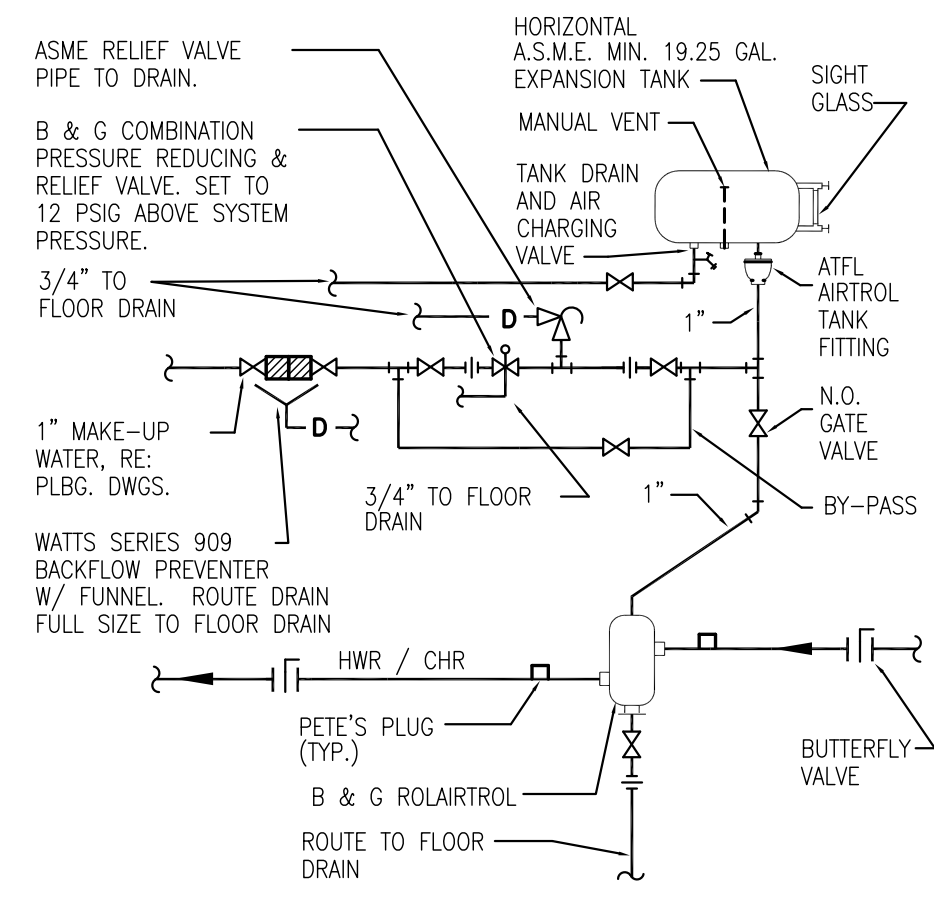 HORIZONTAL
A.S.M.E. MIN. 19.25 GAL.
EXPANSION TANK
ASME RELIEF VALVE
PIPE TO DRAIN.
SIGHT
GLASS
MANUAL VENT
B & G COMBINATION
PRESSURE REDUCING &
RELIEF VALVE. SET TO
12 PSIG ABOVE SYSTEM
PRESSURE.
TANK DRAIN
AND AIR
CHARGING
VALVE
3/4" TO
FLOOR DRAIN
ATFL
AIRTROL
TANK
FITTING
D
1"
1" MAKE-UP
WATER, RE:
PLBG. DWGS.
D
N.O.
GATE
VALVE
3/4" TO FLOOR
DRAIN
1"
BY-PASS
WATTS SERIES 909
BACKFLOW PREVENTER
W/ FUNNEL. ROUTE DRAIN
FULL SIZE TO FLOOR DRAIN
HWR / CHR
PETE'S PLUG
(TYP.)
BUTTERFLY
VALVE
B & G ROLAIRTROL
ROUTE TO FLOOR
DRAIN